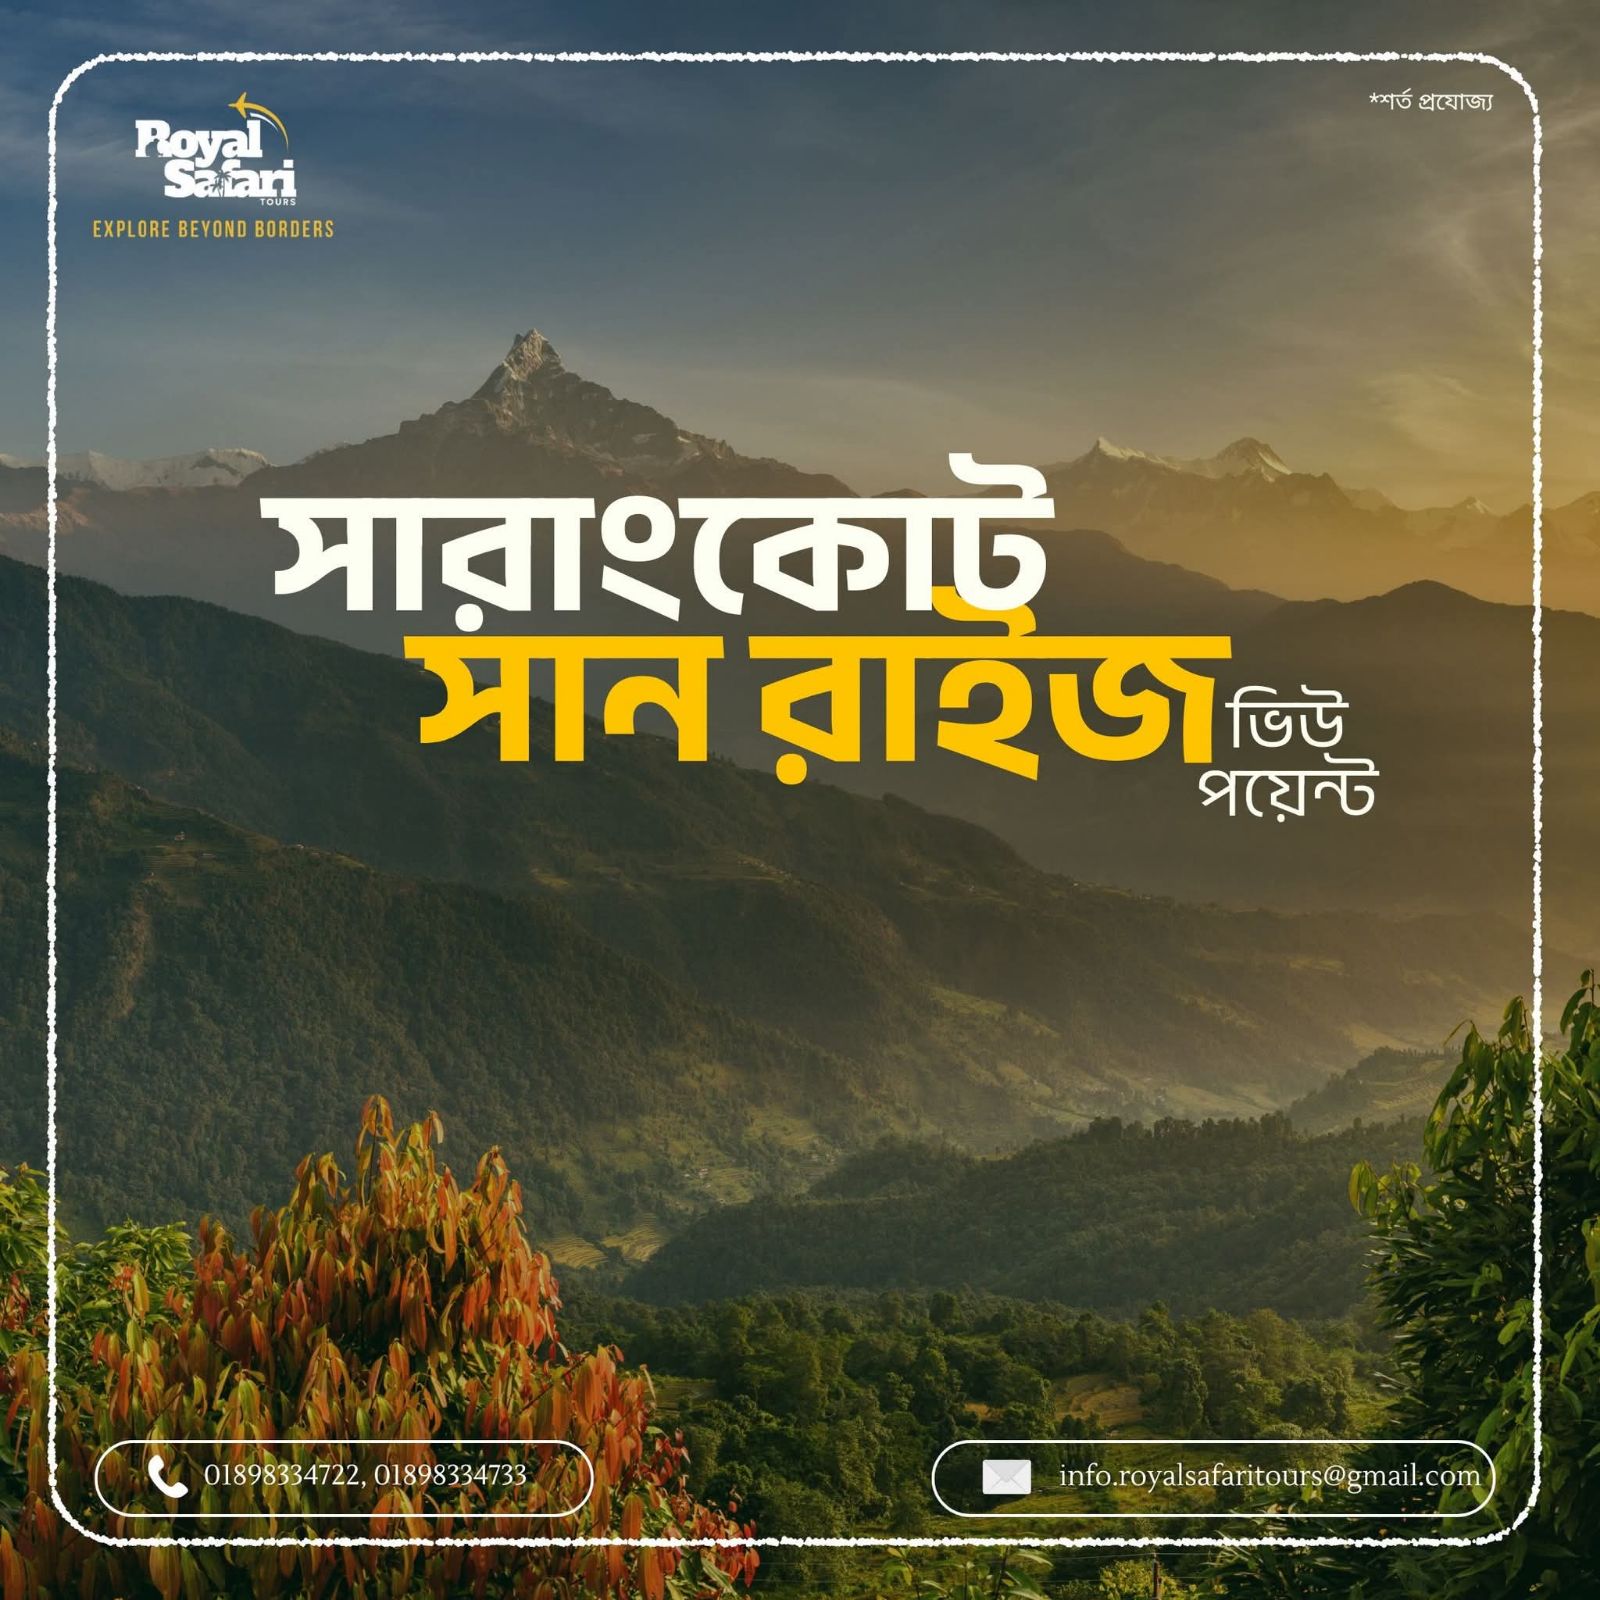 Royal
Safari
TOURS
EXPLORE BEYOND BORDERS
*শর্ত প্রযোজ্য
সারাংকোট
সান রাইজ
ভিউ
পয়েন্ট
01898334722, 01898334733
info.royalsafaritours@gmail.com